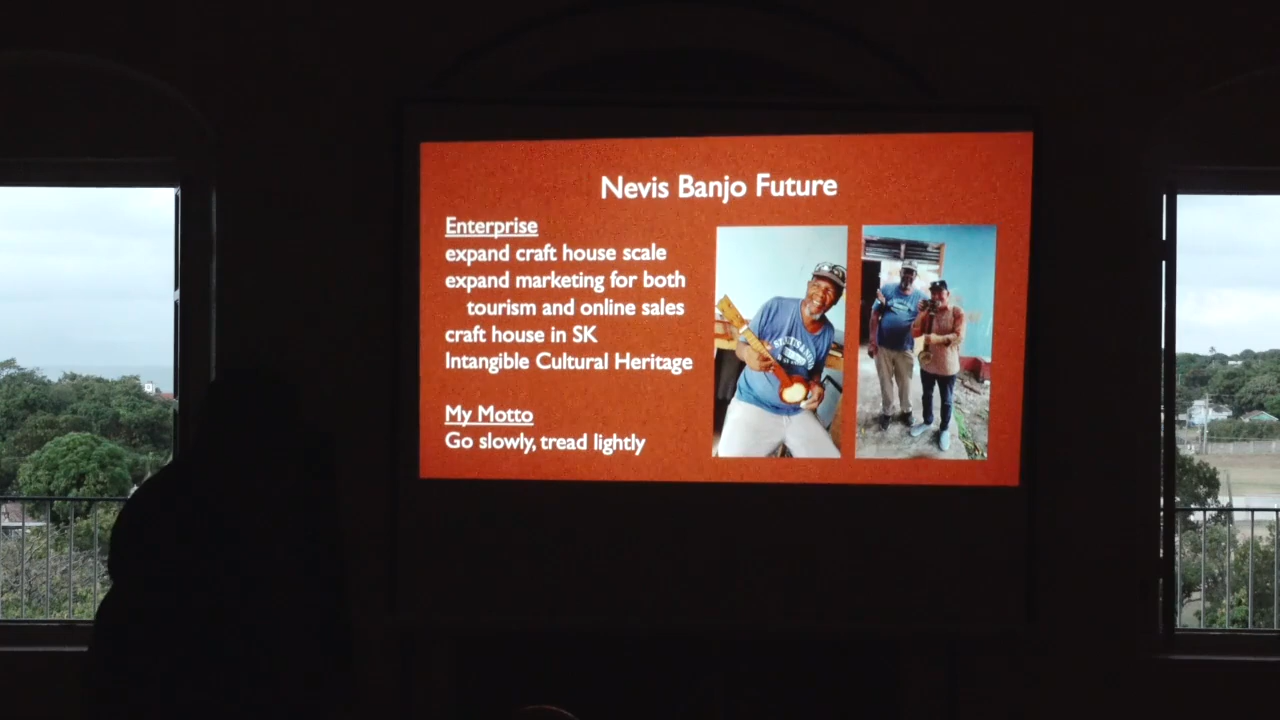 Nevis Banjo Future
Enterprise
expand craft house scale
expand marketing for both
tourism and online sales
craft house in SK
Intangible Cultural Heritage
My Motto
Go slowly, tread lightly